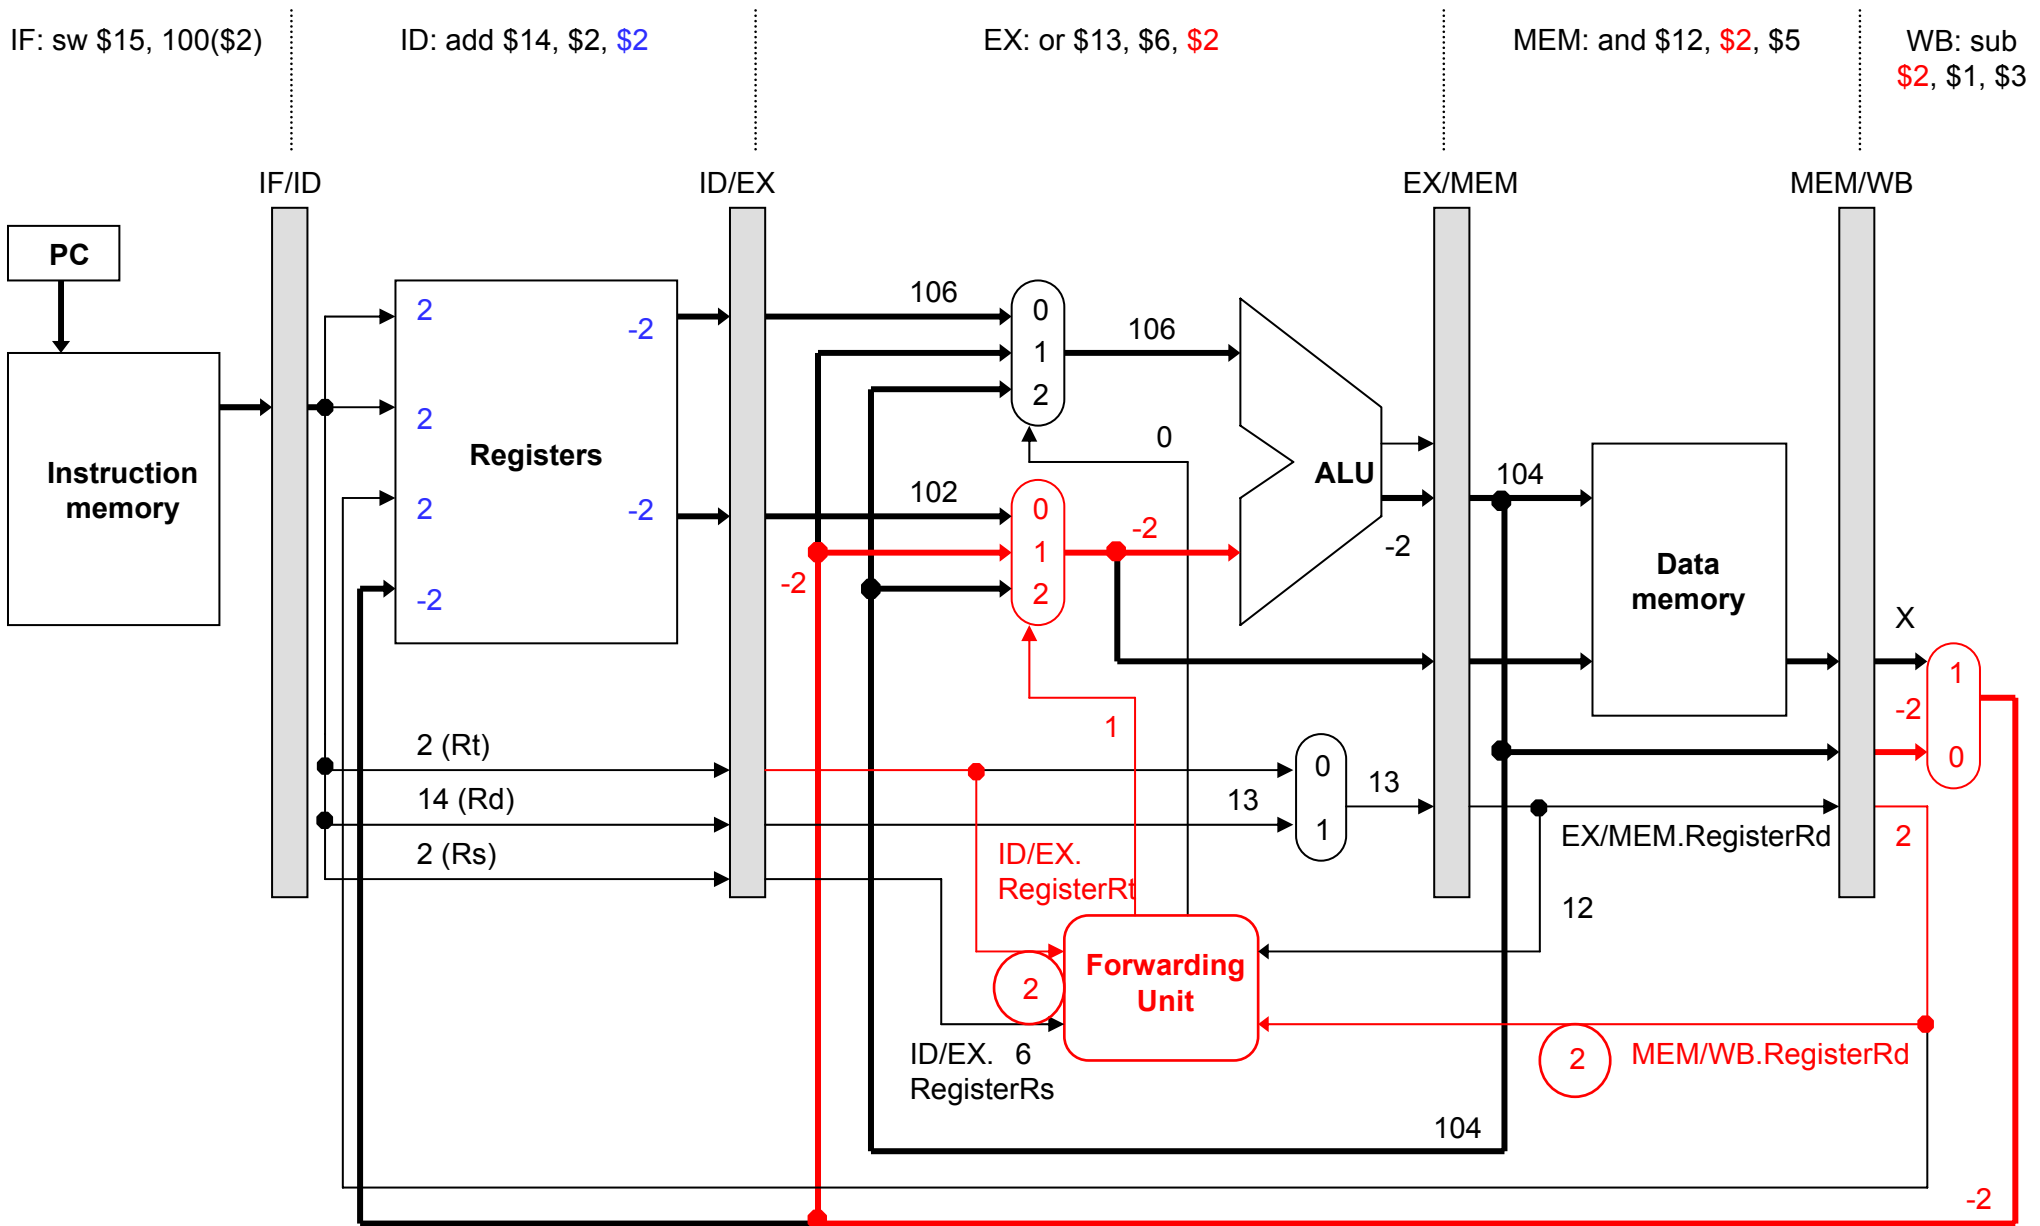 IF: sw $15, 100($2)
ID: add $14, $2, $2
EX: or $13, $6, $2
MEM: and $12, $2, $5
WB: sub
$2, $1, $3
IF/ID
ID/EX
EX/MEM
MEM/WB
PC
Instruction
memory
2
2
2
-2
-2
-2
Registers
106
0
1
2
106
0
102
0
1
2
-2
-2
ALU
-2
104
Data
memory
X
1
-2
0
2 (Rt)
14 (Rd)
2 (Rs)
1
0
1
13
13
ID/EX.
RegisterRt
EX/MEM.RegisterRd
2
12
Forwarding
Unit
2
ID/EX. 6
RegisterRs
2
MEM/WB.RegisterRd
104
-2